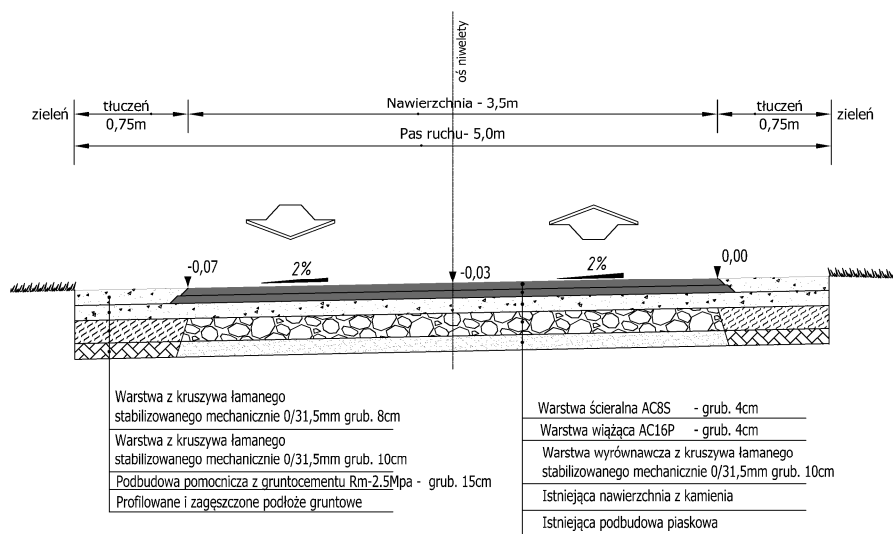 oś niwelety
zieleń
tłuczeń
0,75m
Nawierzchnia - 3,5m
tłuczeń
0,75m
zieleń
Pas ruchu- 5,0m
-0,07
2%
-0,03
2%
0,00
Warstwa z kruszywa łamanego
stabilizowanego mechanicznie 0/31,5mm grub. 8cm
Warstwa z kruszywa łamanego
stabilizowanego mechanicznie 0/31,5mm grub. 10cm
Podbudowa pomocnicza z gruntocementu Rm-2.5Mpa - grub. 15cm
Profilowane i zagęszczone podłoże gruntowe
Warstwa ścieralna AC8S - grub. 4cm
Warstwa wiążąca AC16P - grub. 4cm
Warstwa wyrównawcza z kruszywa łamanego
stabilizowanego mechanicznie 0/31,5mm grub. 10cm
Istniejąca nawierzchnia z kamienia
Istniejąca podbudowa piaskowa